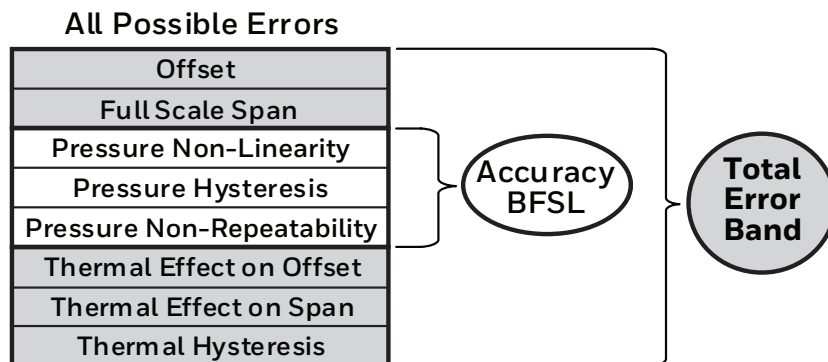 All Possible Errors
Offset
Full Scale Span
Pressure Non-Linearity
Pressure Hysteresis
Pressure Non-Repeatability
Thermal Effect on Offset
Thermal Effect on Span
Thermal Hysteresis
Accuracy
BFSL
Total
Error
Band